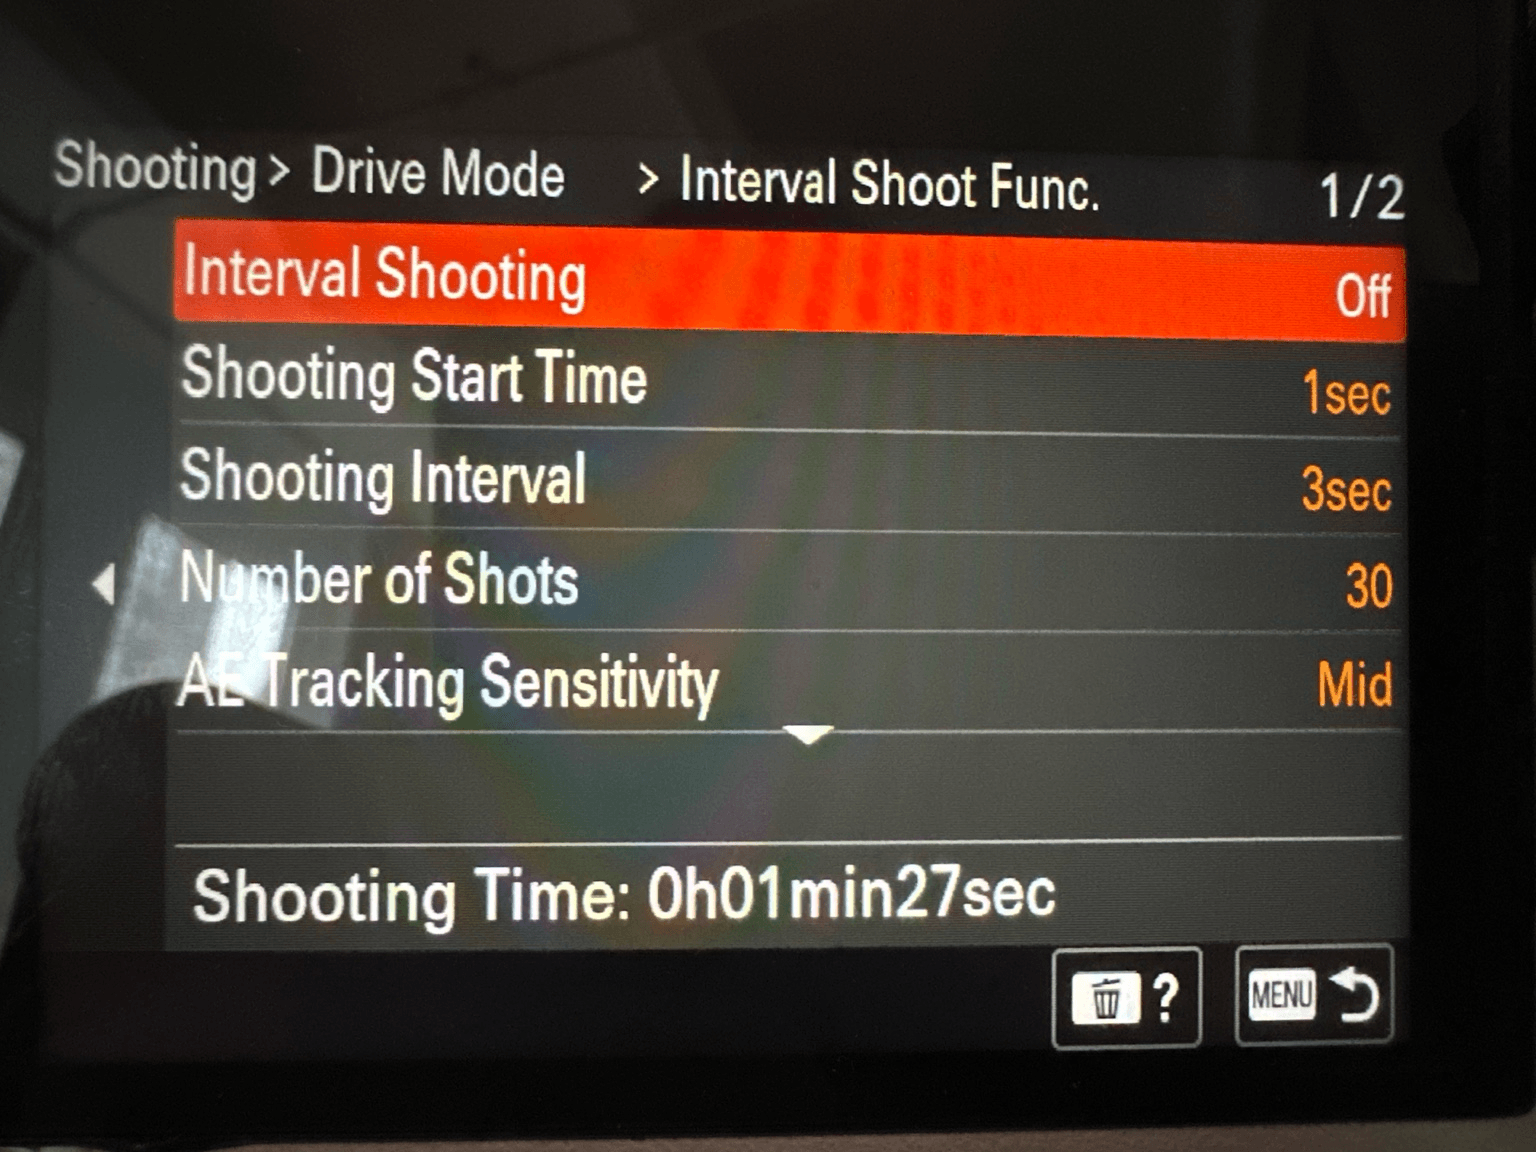 Shooting > Drive Mode > Interval Shoot Func. 1/2
Interval Shooting Off
Shooting Start Time 1sec
Shooting Interval 3sec
Number of Shots 30
AE Tracking Sensitivity Mid
Shooting Time: 0h01min27sec
? MENU